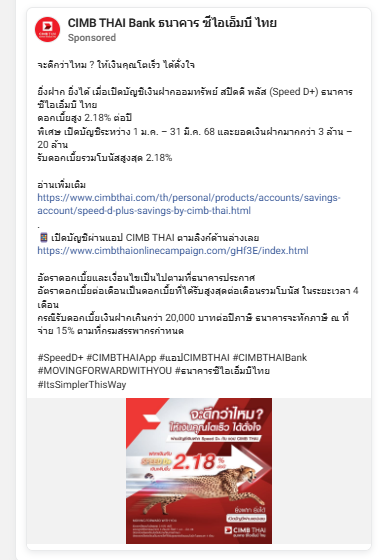 CIMB THAI Bank ธนาคาร ซีไอเอ็มบี ไทย
Sponsored
จะดีกว่าไหม ? ให้เงินคุณโตเร็ว ได้ดั่งใจ
ยิ่งฝาก ยิ่งได้ เมื่อเปิดบัญชีเงินฝากออมทรัพย์ สปีดดี พลัส (Speed D+) ธนาคาร
ซีไอเอ็มบี ไทย
ดอกเบี้ยสูง 2.18% ต่อปี
พิเศษ เปิดบัญชีระหว่าง 1 ม.ค. – 31 มี.ค. 68 และยอดเงินฝากมากกว่า 3 ล้าน –
20 ล้าน
รับดอกเบี้ยรวมโบนัสสูงสุด 2.18%
อ่านเพิ่มเติม
https://www.cimbthai.com/th/personal/products/accounts/savings-
account/speed-d-plus-savings-by-cimb-thai.html
.
เปิดบัญชีผ่านแอป CIMB THAI ตามลิงก์ด้านล่างเลย
https://www.cimbthaionlinecampaign.com/gHf3E/index.html
อัตราดอกเบี้ยและเงื่อนไขเป็นไปตามที่ธนาคารประกาศ
อัตราดอกเบี้ยต่อเดือนเป็นดอกเบี้ยที่ได้รับสูงสุดต่อเดือนรวมโบนัส ในระยะเวลา 4
เดือน
กรณีรับดอกเบี้ยเงินฝากเกินกว่า 20,000 บาทต่อปีภาษี ธนาคารจะหักภาษี ณ ที่
จ่าย 15% ตามที่กรมสรรพากรกำหนด
#SpeedD+ #CIMBTHAIApp #แอปCIMBTHAI #CIMBTHAIBank
#MOVINGFORWARDWITHYOU #ธนาคารซีไอเอ็มบีไทย
#ItsSimplerThisWay
จะดีกว่าไหม?
ให้เงินคุณโตเร็ว ได้ดั่งใจ
2.18%
ยิ่งฝาก ยิ่งได้
CIMB THAI